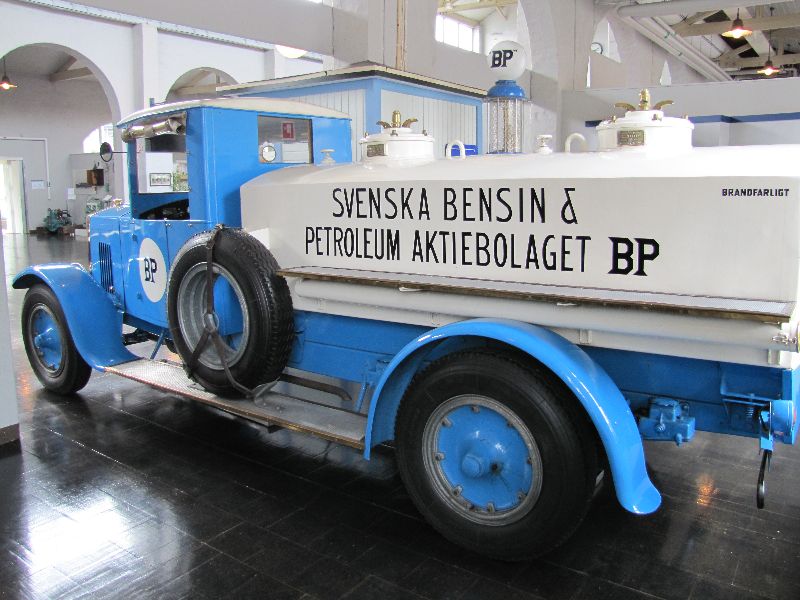 BP
BRANDFARLIGT
SVENSKA BENSIN &
PETROLEUM AKTIEBOLAGET BP
BP